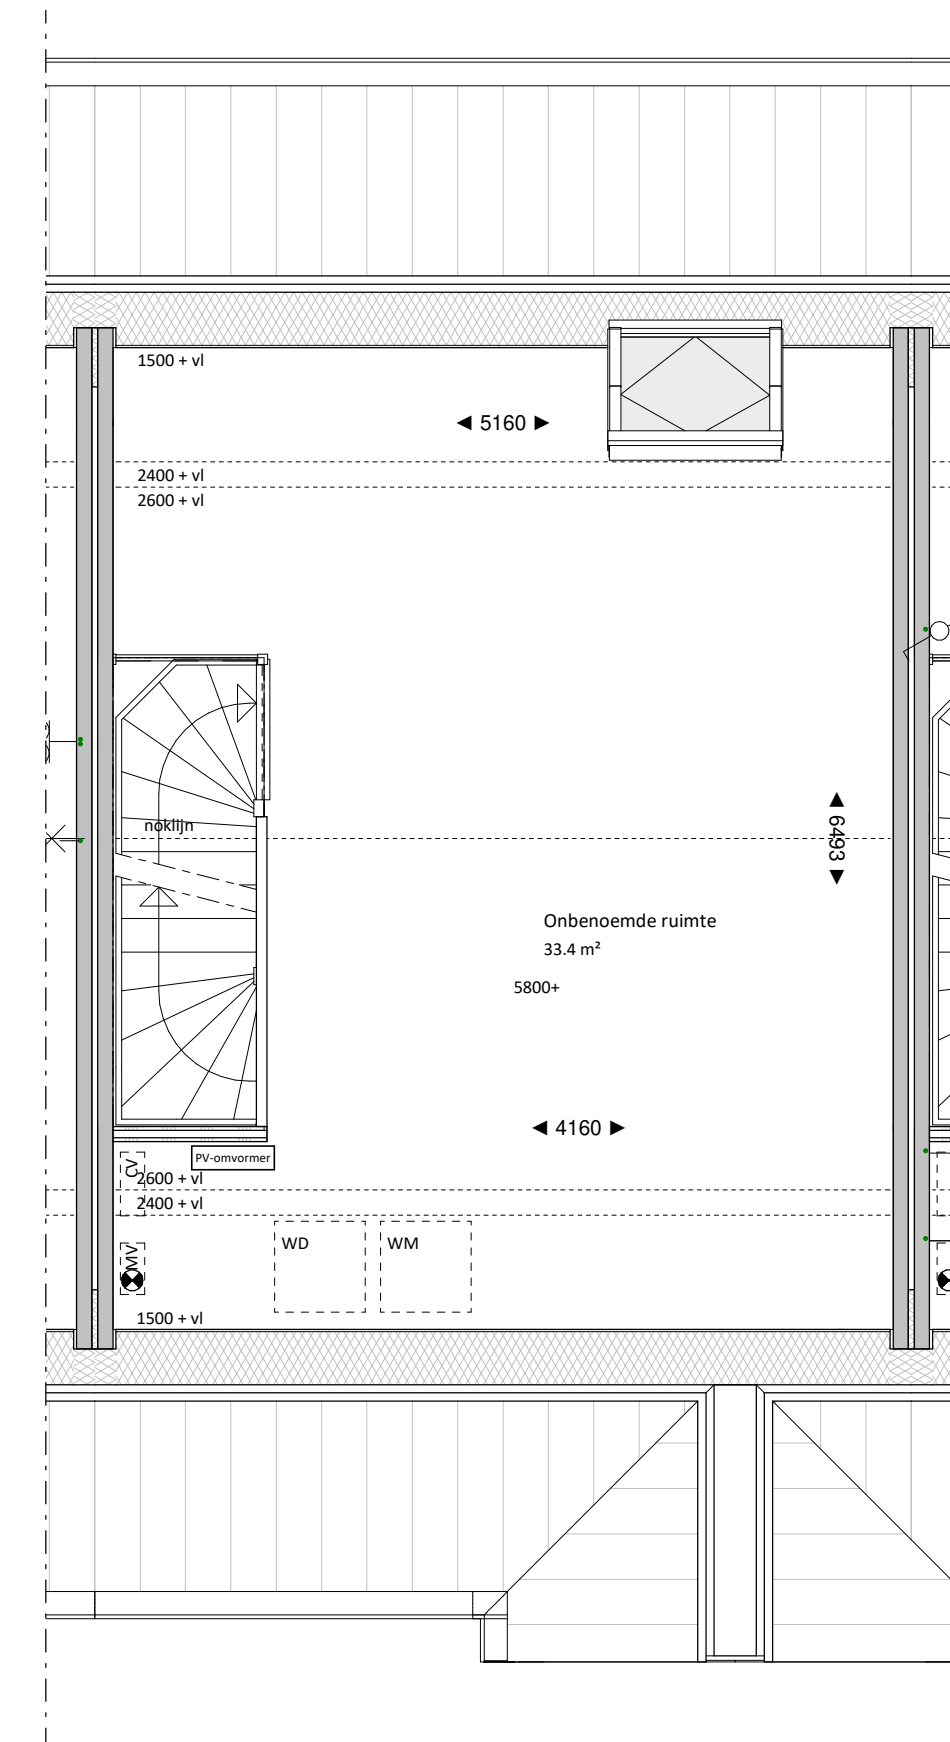 1500 + vl
◄ 5160 ►
2400 + vl
2600 + vl
noklijn
◄ 6493 ►
Onbenoemde ruimte
33.4 m²
5800+
◄ 4160 ►
PV-omvormer
CV
2600 + vl
2400 + vl
WD
WM
MV
1500 + vl